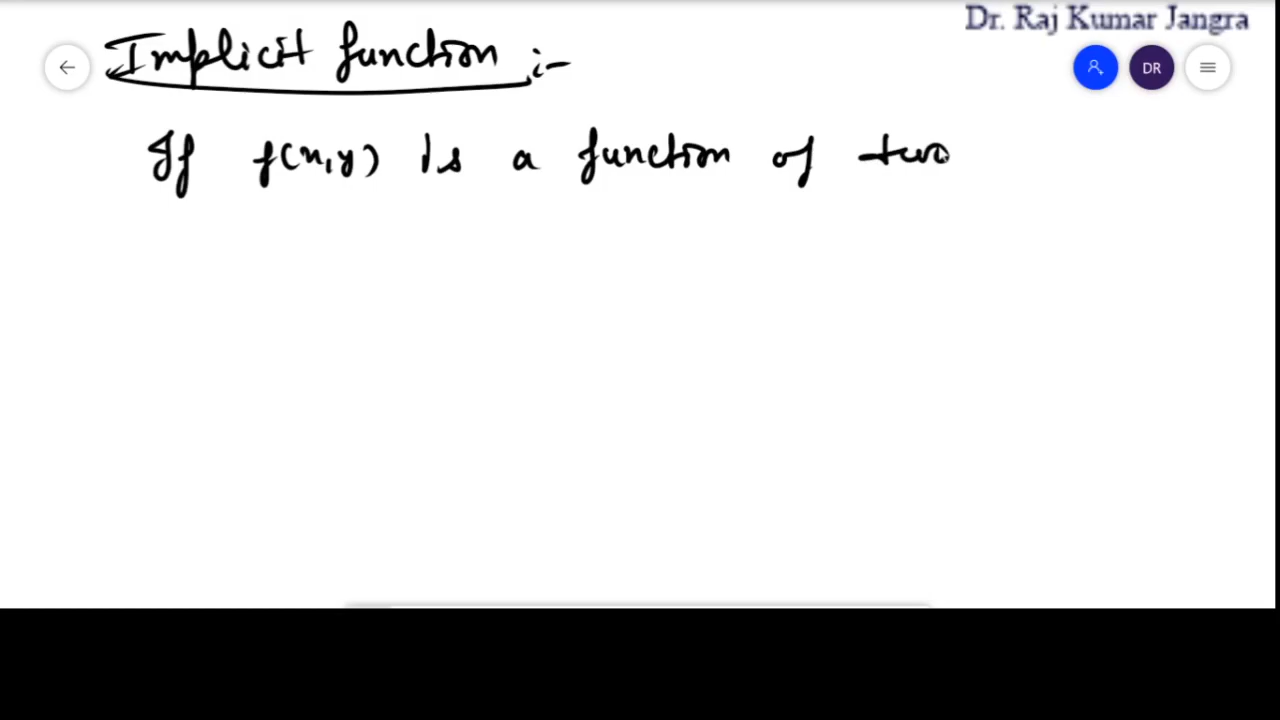 Dr. Raj Kumar Jangra
Implicit function :-
DR
If f(x,y) is a function of two